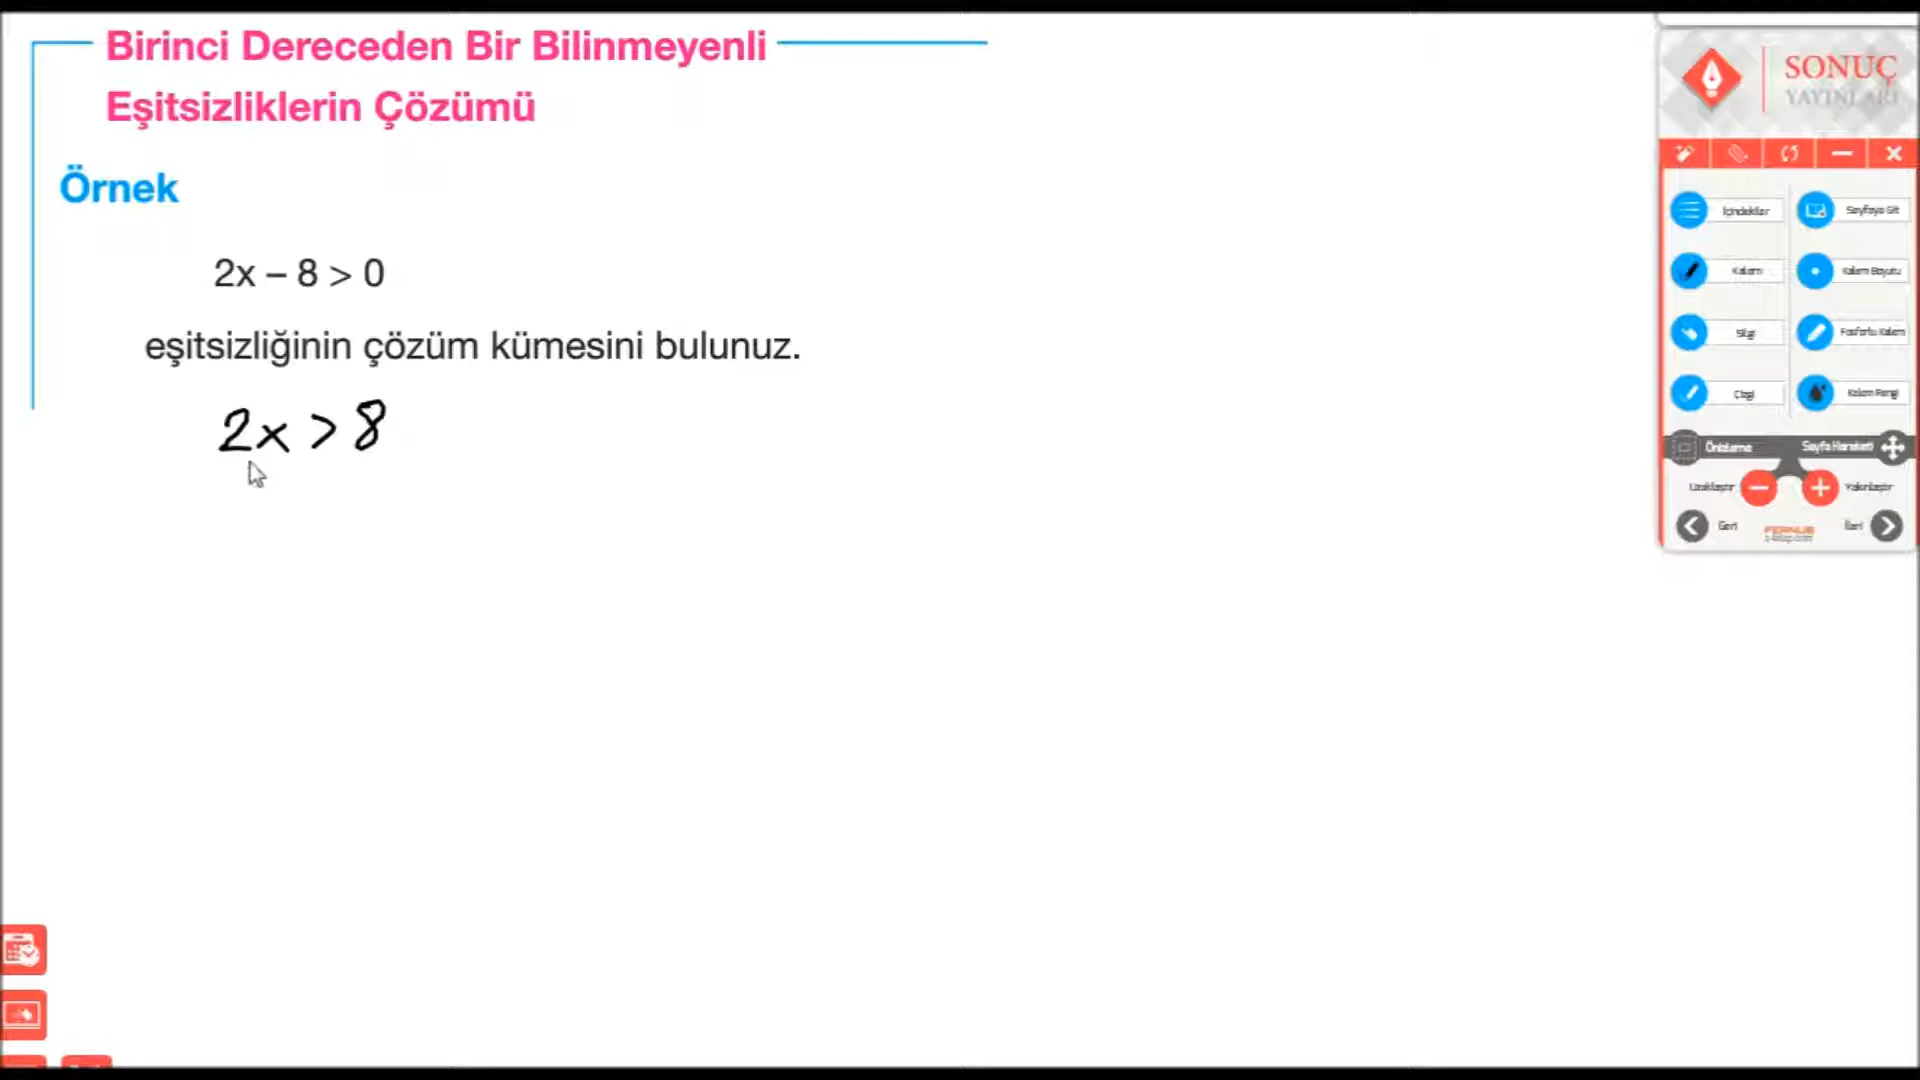 Birinci Dereceden Bir Bilinmeyenli
Eşitsizliklerin Çözümü
Örnek
2x – 8 > 0
eşitsizliğinin çözüm kümesini bulunuz.
2x > 8
SONUÇ
YAYINLARI
İçindekiler
Sayfaya Git
Kalem
Kalem Boyutu
Silgi
Fosforlu Kalem
Çizgi
Kalem Rengi
Önizleme
Sayfa Hareketi
Uzaklaştır
Yakınlaştır
Geri
FERNUS
İleri